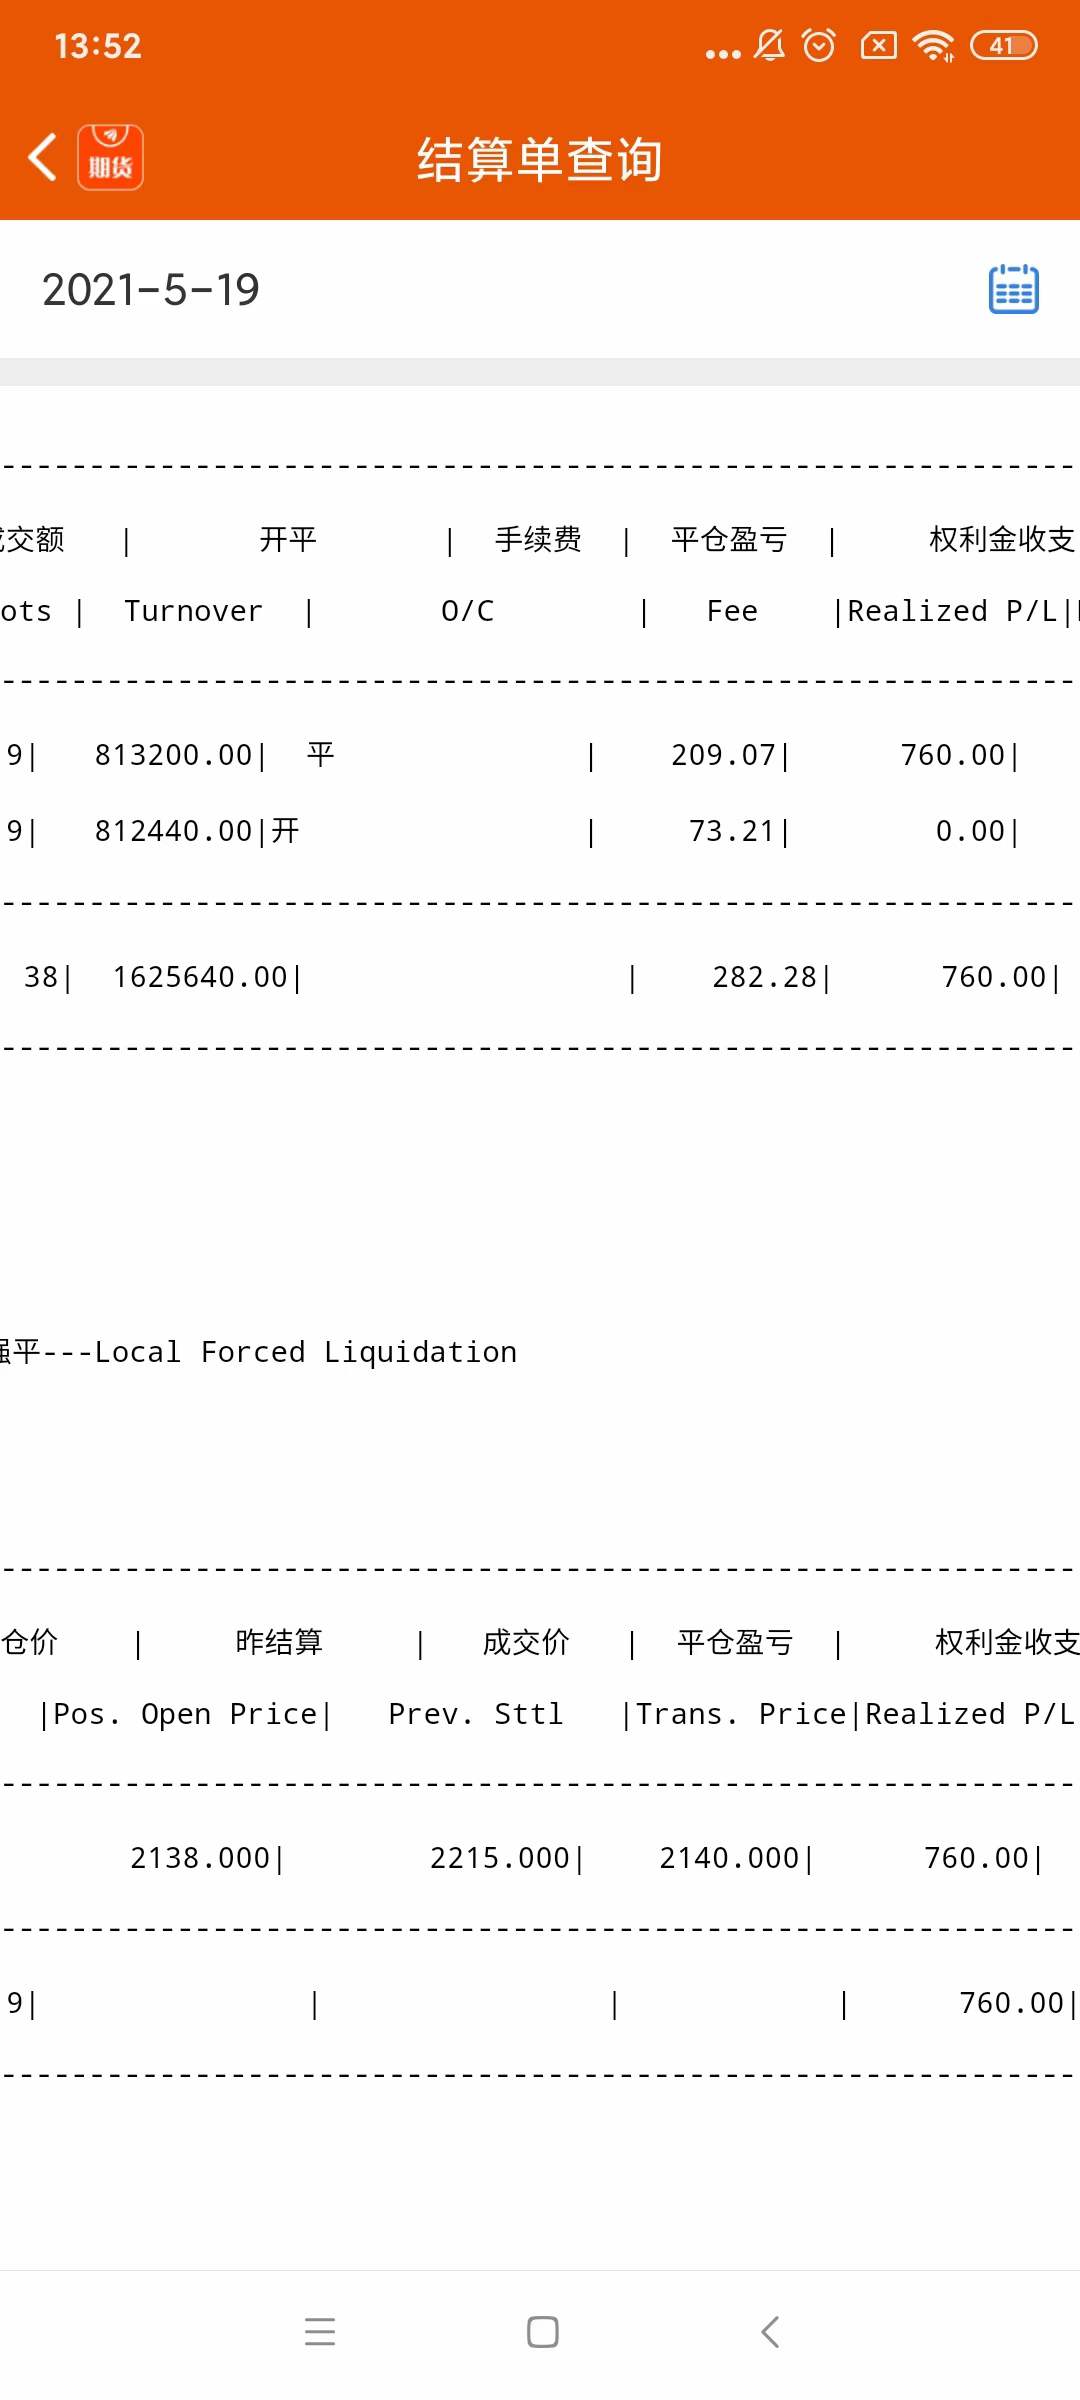 13:52
41
期货
结算单查询
2021-5-19
------------------------------------------------------------
交额 | 开平 | 手续费 | 平仓盈亏 | 权利金收支
ots | Turnover | O/C | Fee |Realized P/L|
------------------------------------------------------------
9| 813200.00| 平 | 209.07| 760.00|
9| 812440.00|开 | 73.21| 0.00|
------------------------------------------------------------
38| 1625640.00| | 282.28| 760.00|
------------------------------------------------------------
强平---Local Forced Liquidation
------------------------------------------------------------
仓价 | 昨结算 | 成交价 | 平仓盈亏 | 权利金收支
|Pos. Open Price| Prev. Sttl |Trans. Price|Realized P/L
------------------------------------------------------------
2138.000| 2215.000| 2140.000| 760.00|
------------------------------------------------------------
9| | | | 760.00|
------------------------------------------------------------